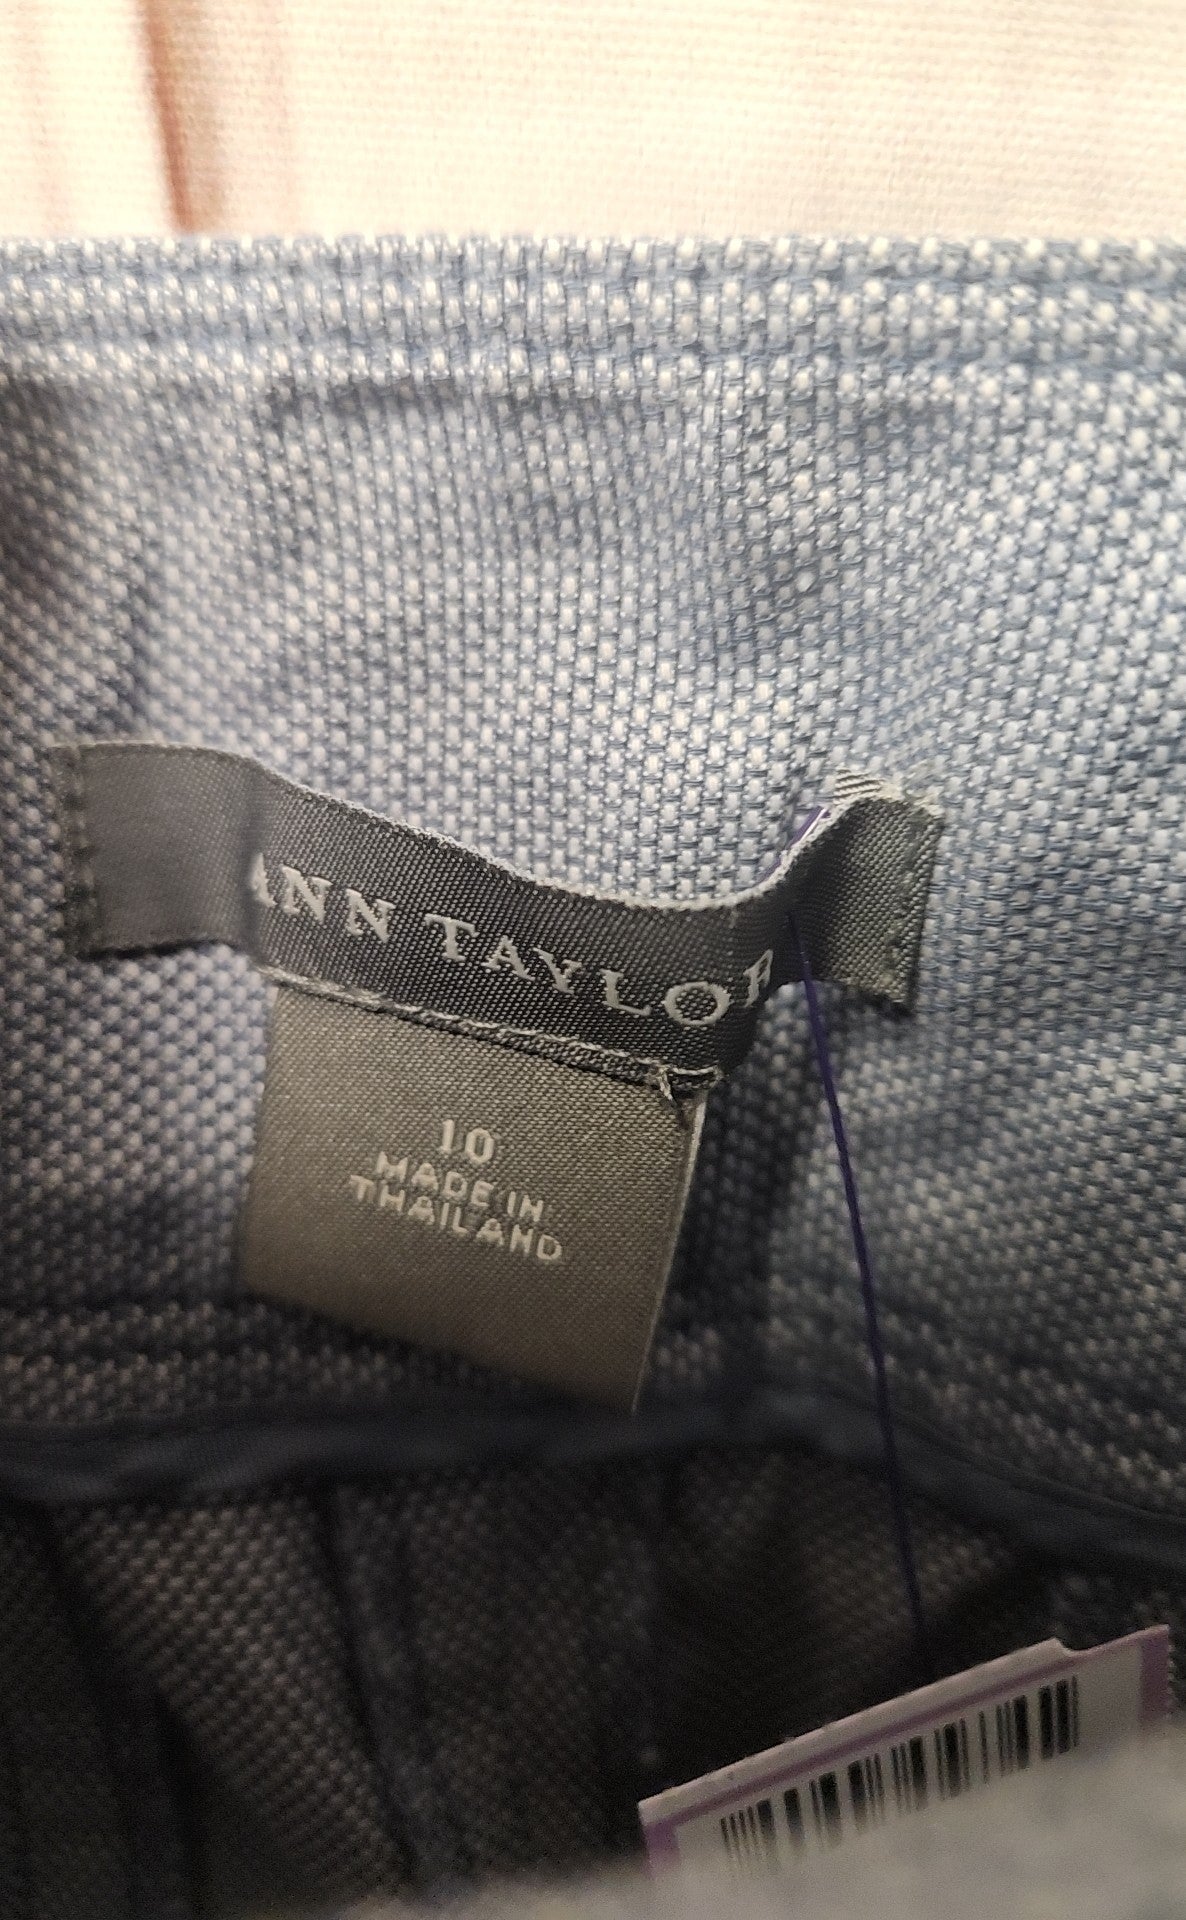 ANN TAYLOR
10
MADE IN
THAILAND